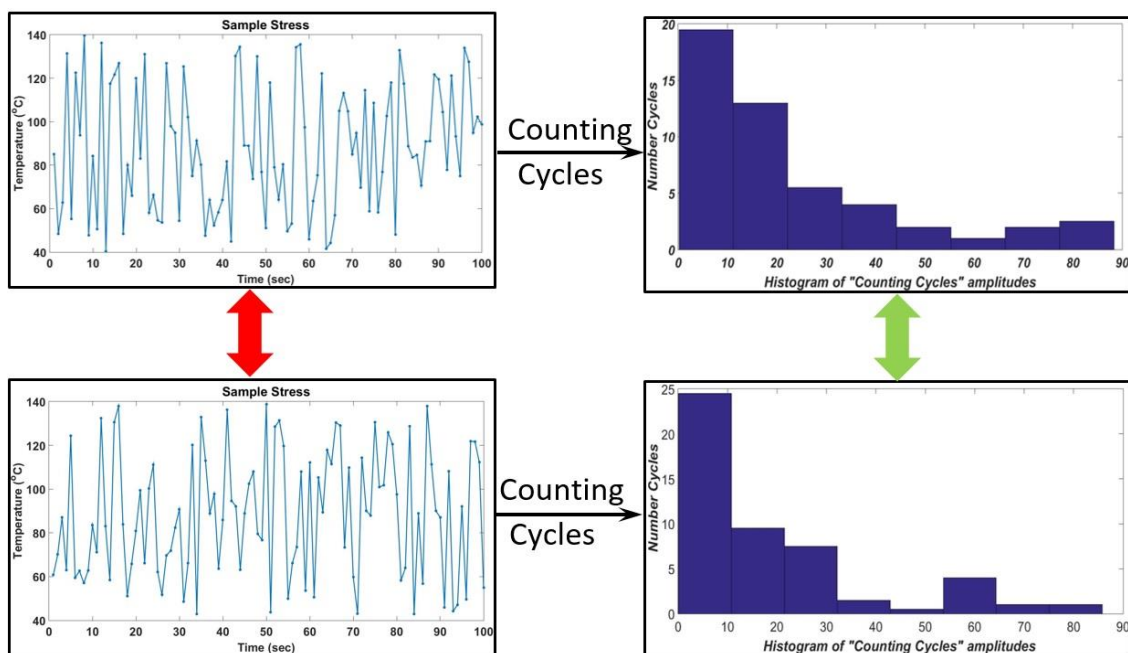 Sample Stress
Temperature (°C)
140
120
100
80
60
40
0 10 20 30 40 50 60 70 80 90 100
Time (sec)
Counting
Cycles
Number Cycles
20
15
10
5
0
0 10 20 30 40 50 60 70 80 90
Histogram of "Counting Cycles" amplitudes
Sample Stress
Temperature (°C)
140
120
100
80
60
40
0 10 20 30 40 50 60 70 80 90 100
Time (sec)
Counting
Cycles
Number Cycles
25
20
15
10
5
0
0 10 20 30 40 50 60 70 80 90
Histogram of "Counting Cycles" amplitudes